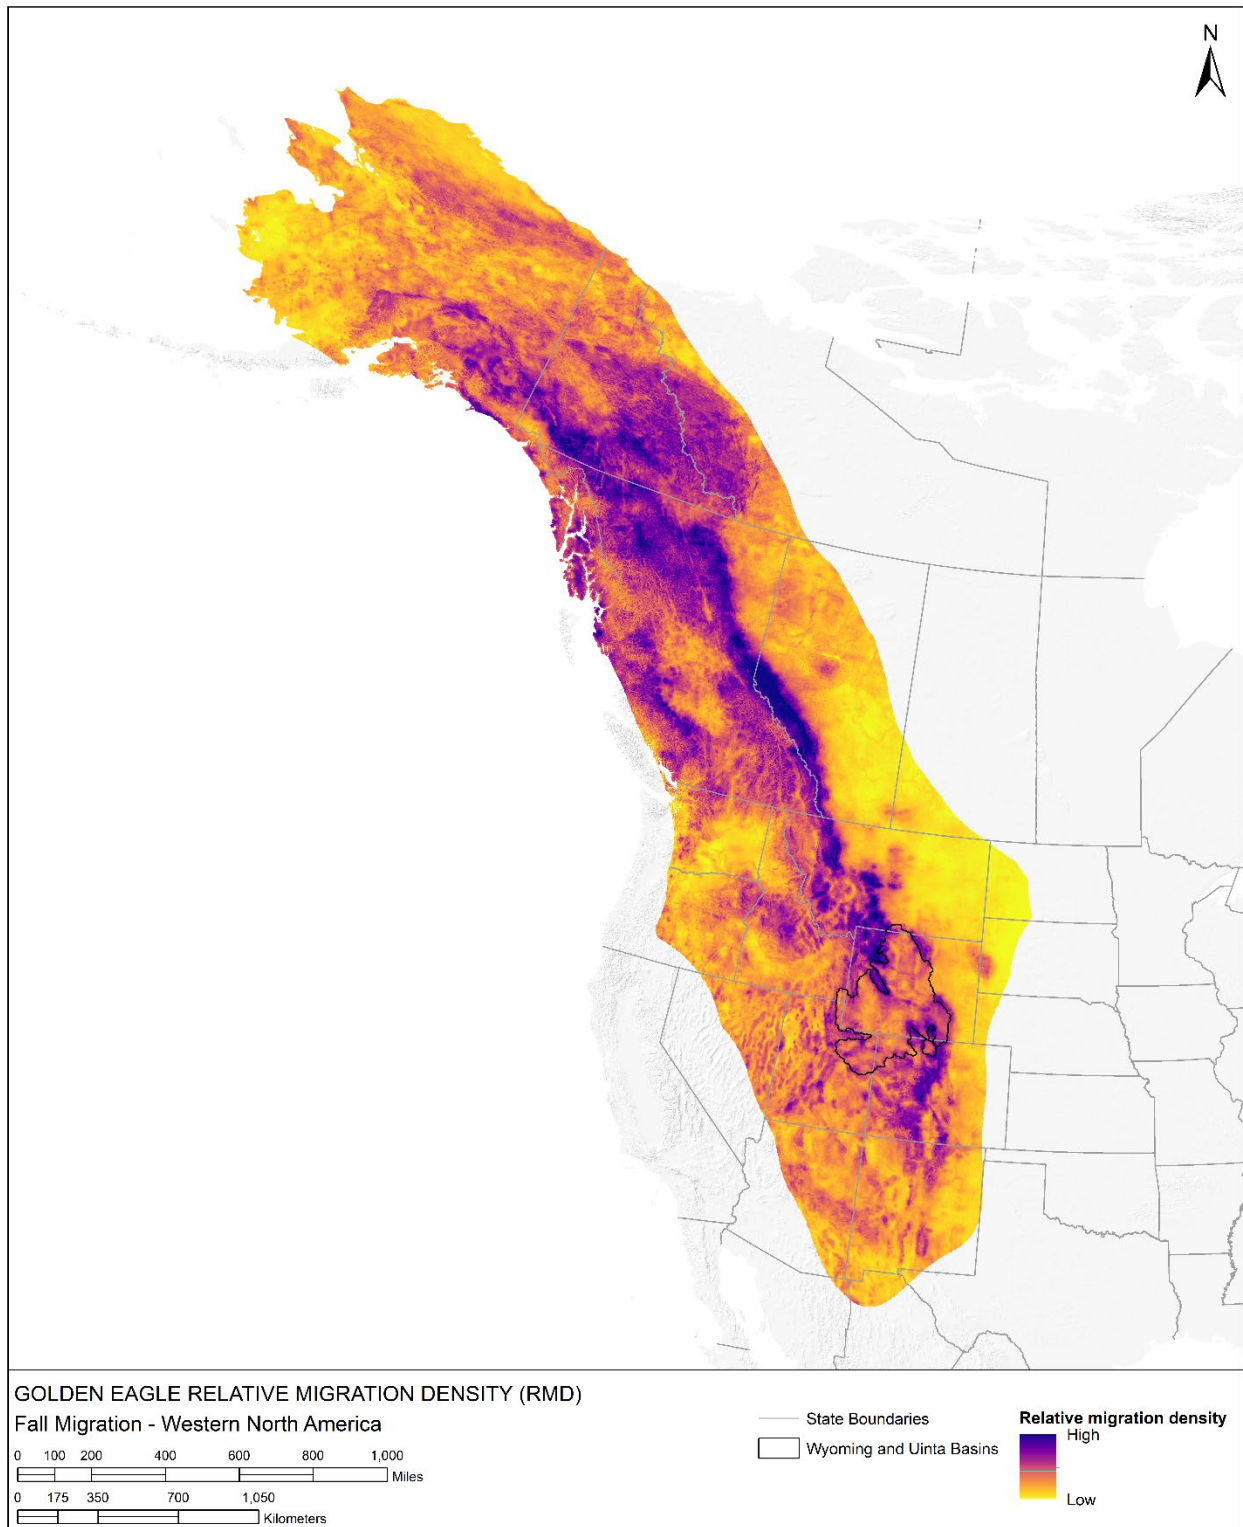 N
GOLDEN EAGLE RELATIVE MIGRATION DENSITY (RMD)
Fall Migration - Western North America
0 100 200 400 600 800 1,000
Miles
0 175 350 700 1,050
Kilometers
State Boundaries
Wyoming and Uinta Basins
Relative migration density
High
Low